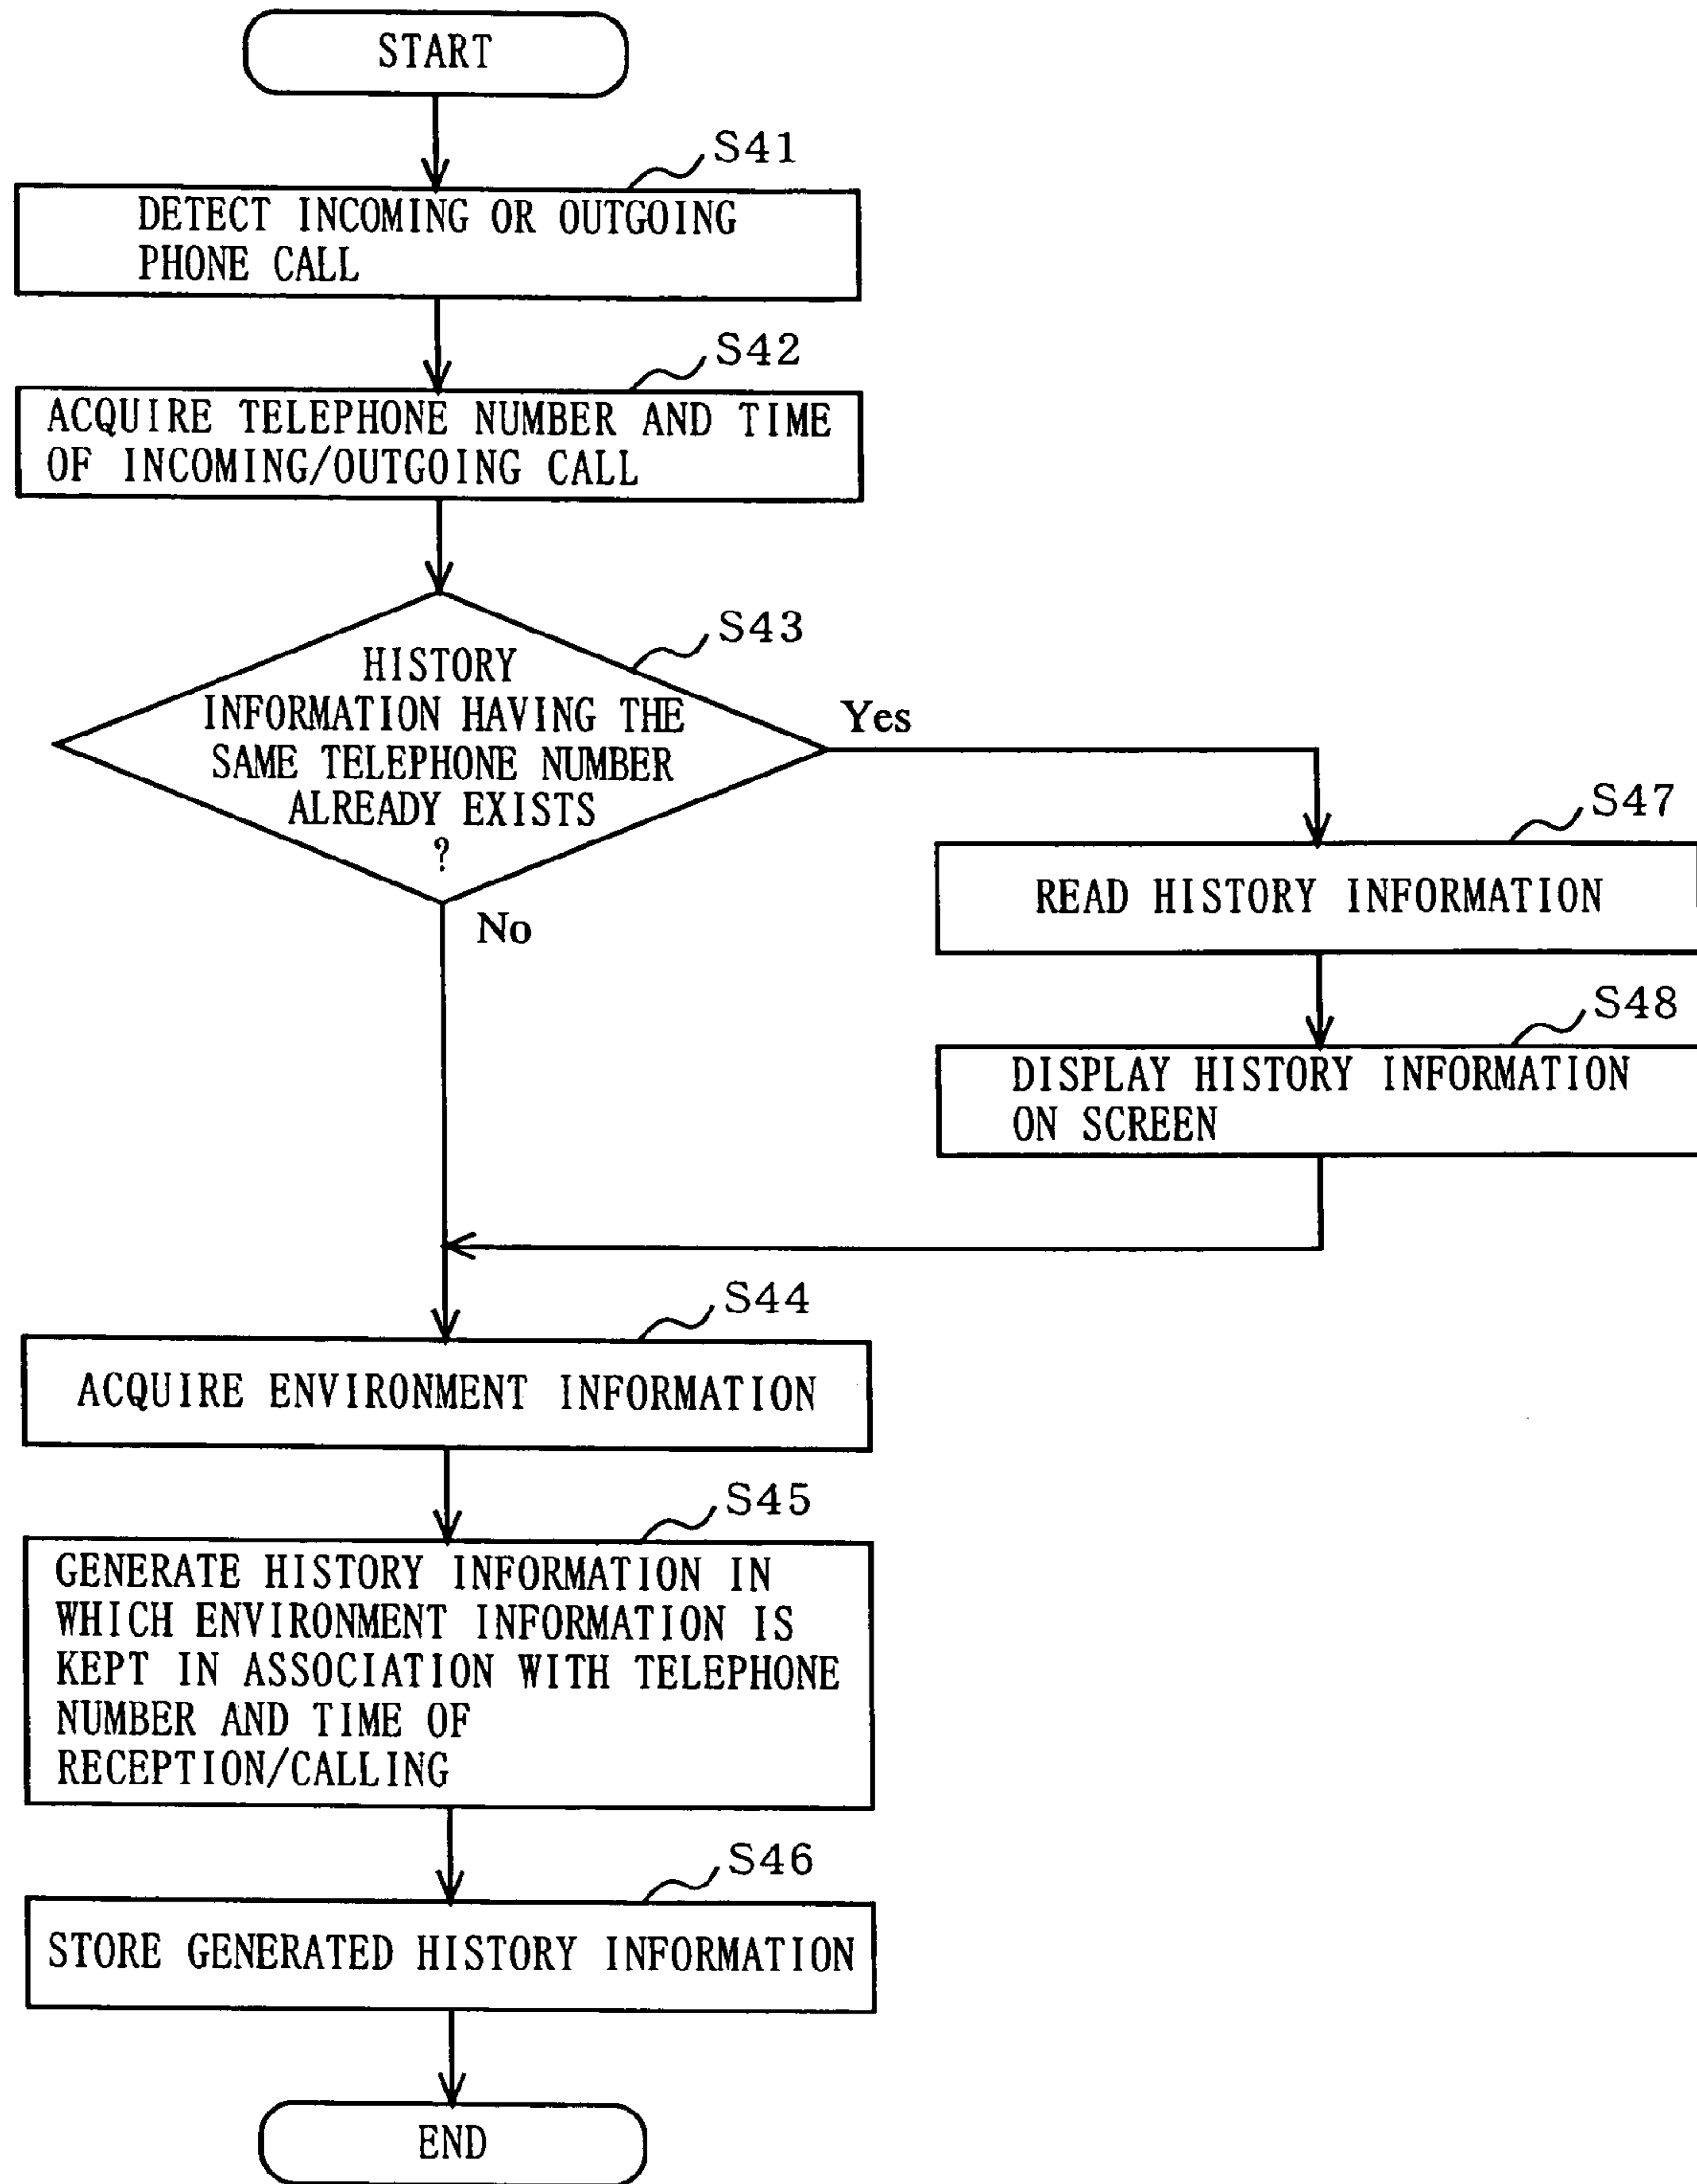 START
S41
DETECT INCOMING OR OUTGOING
PHONE CALL
S42
ACQUIRE TELEPHONE NUMBER AND TIME
OF INCOMING/OUTGOING CALL
S43
HISTORY
INFORMATION HAVING THE
SAME TELEPHONE NUMBER
ALREADY EXISTS
?
Yes
No
S47
READ HISTORY INFORMATION
S48
DISPLAY HISTORY INFORMATION
ON SCREEN
S44
ACQUIRE ENVIRONMENT INFORMATION
S45
GENERATE HISTORY INFORMATION IN
WHICH ENVIRONMENT INFORMATION IS
KEPT IN ASSOCIATION WITH TELEPHONE
NUMBER AND TIME OF
RECEPTION/CALLING
S46
STORE GENERATED HISTORY INFORMATION
END